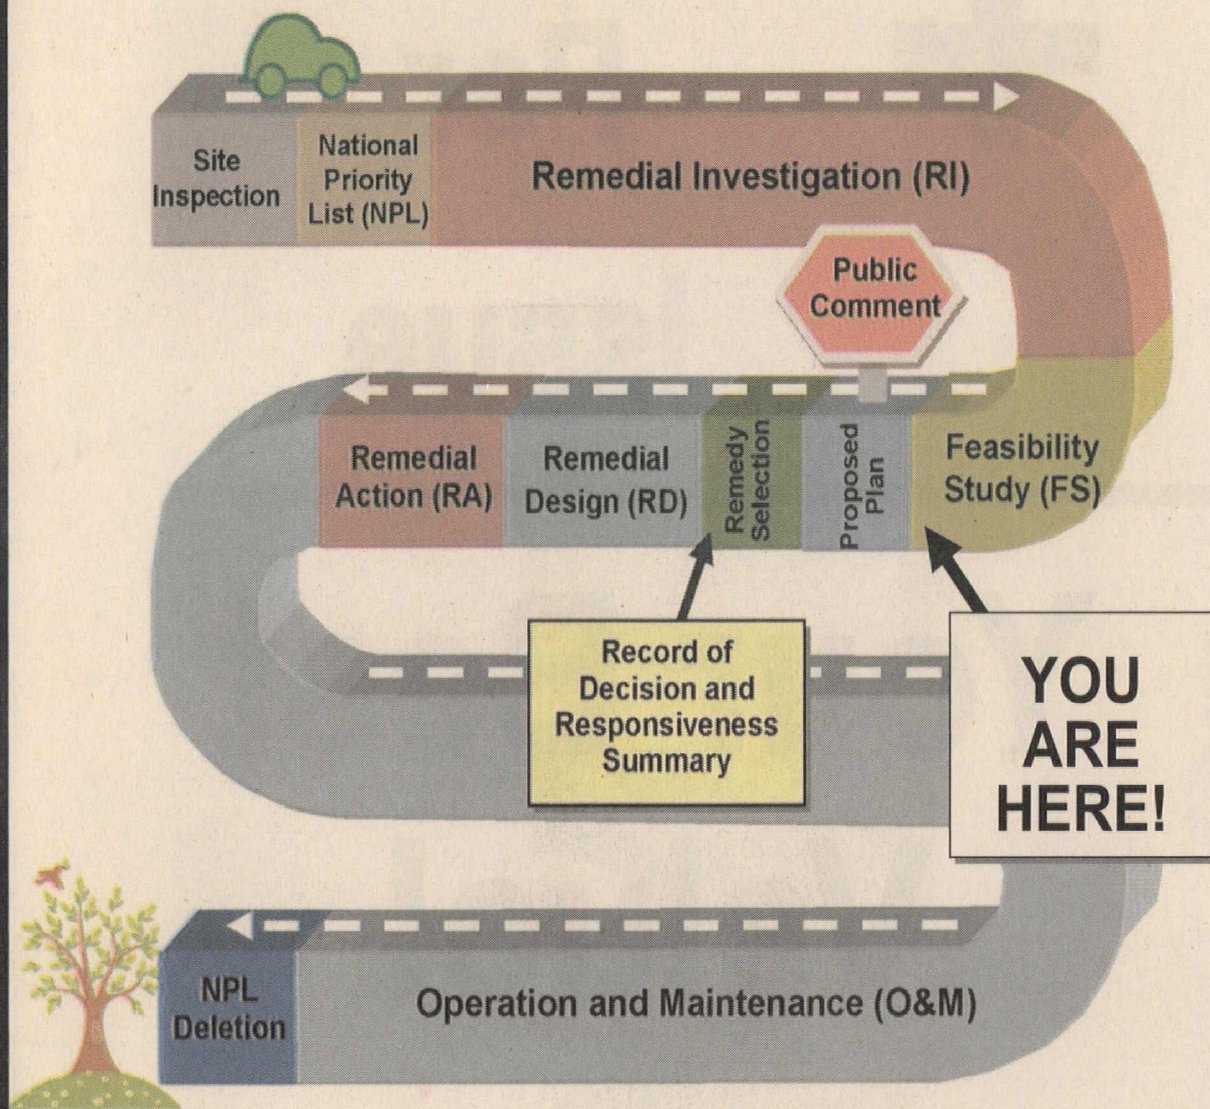 Site
Inspection
National
Priority
List (NPL)
Remedial Investigation (RI)
Public
Comment
Feasibility
Study (FS)
Proposed
Plan
Remedy
Selection
Remedial
Design (RD)
Remedial
Action (RA)
Record of
Decision and
Responsiveness
Summary
YOU
ARE
HERE!
Operation and Maintenance (O&M)
NPL
Deletion